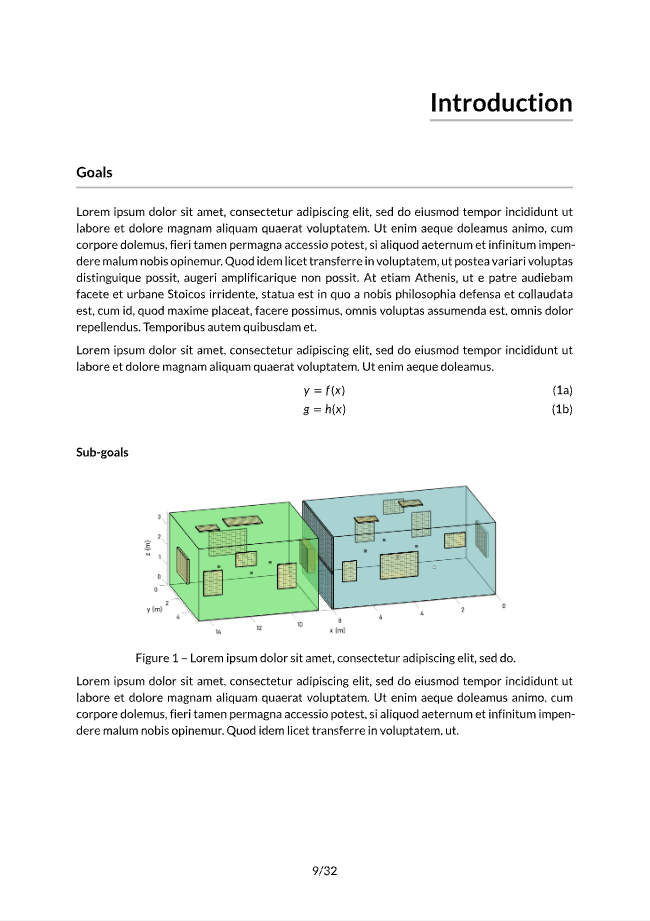 Introduction
Goals
Lorem ipsum dolor sit amet, consectetur adipiscing elit, sed do eiusmod tempor incididunt ut
labore et dolore magnam aliquam quaerat voluptatem. Ut enim aeque doleamus animo, cum
corpore dolemus, fieri tamen permagna accessio potest, si aliquod aeternum et infinitum impen-
dere malum nobis opinemur. Quod idem licet transferre in voluptatem, ut postea variari voluptas
distinguique possit, augeri amplificarique non possit. At etiam Athenis, ut e patre audiebam
facete et urbane Stoicos irridente, statua est in quo a nobis philosophia defensa et collaudata
est, cum id, quod maxime placeat, facere possimus, omnis voluptas assumenda est, omnis dolor
repellendus. Temporibus autem quibusdam et.
Lorem ipsum dolor sit amet, consectetur adipiscing elit, sed do eiusmod tempor incididunt ut
labore et dolore magnam aliquam quaerat voluptatem. Ut enim aeque doleamus.
y = f(x) (1a)
g = h(x) (1b)
Sub-goals
3
2
1
0
z (m)
0
2
4
y (m)
14
12
10
8
6
4
2
0
x (m)
Figure 1 – Lorem ipsum dolor sit amet, consectetur adipiscing elit, sed do.
Lorem ipsum dolor sit amet, consectetur adipiscing elit, sed do eiusmod tempor incididunt ut
labore et dolore magnam aliquam quaerat voluptatem. Ut enim aeque doleamus animo, cum
corpore dolemus, fieri tamen permagna accessio potest, si aliquod aeternum et infinitum impen-
dere malum nobis opinemur. Quod idem licet transferre in voluptatem, ut.
9/32